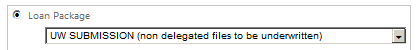 Loan Package
UW SUBMISSION (non delegated files to be underwritten)